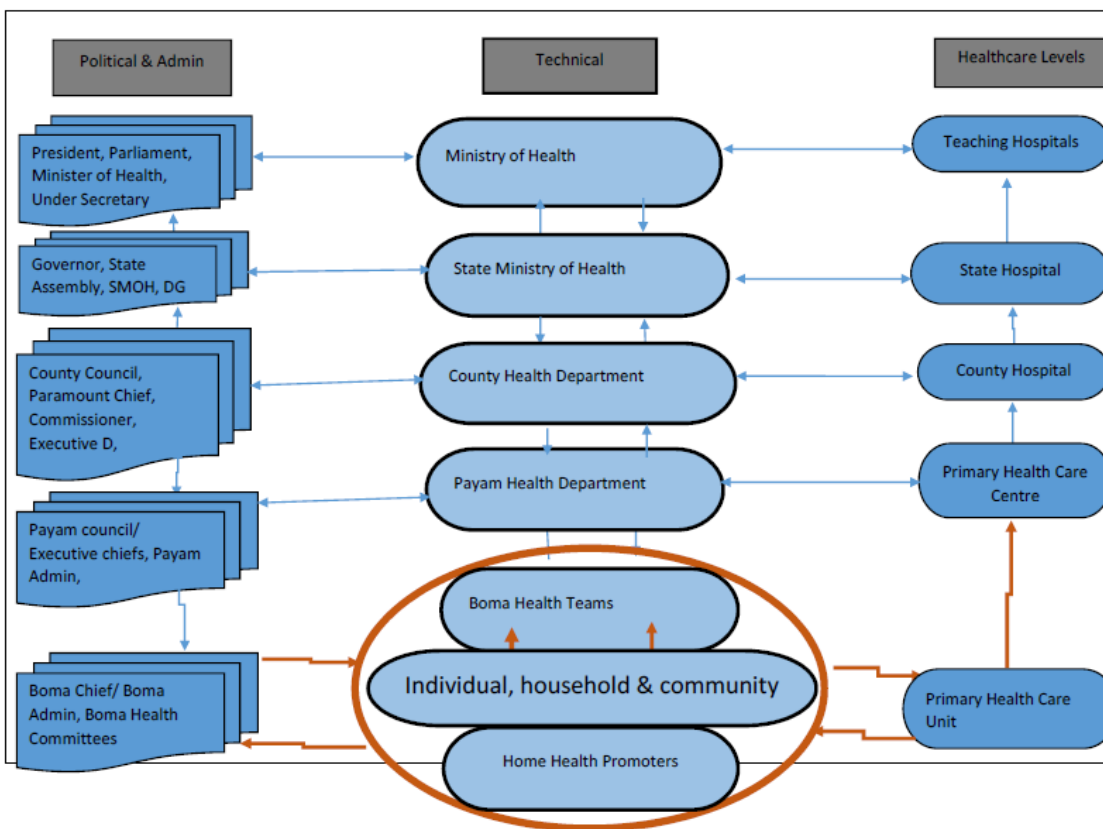 Political & Admin
Technical
Healthcare Levels
President, Parliament,
Minister of Health,
Under Secretary
Ministry of Health
Teaching Hospitals
Governor, State
Assembly, SMOH, DG
State Ministry of Health
State Hospital
County Council,
Paramount Chief,
Commissioner,
Executive D,
County Health Department
County Hospital
Payam council/
Executive chiefs, Payam
Admin,
Payam Health Department
Primary Health Care
Centre
Boma Health Teams
Boma Chief/ Boma
Admin, Boma Health
Committees
Individual, household & community
Primary Health Care
Unit
Home Health Promoters